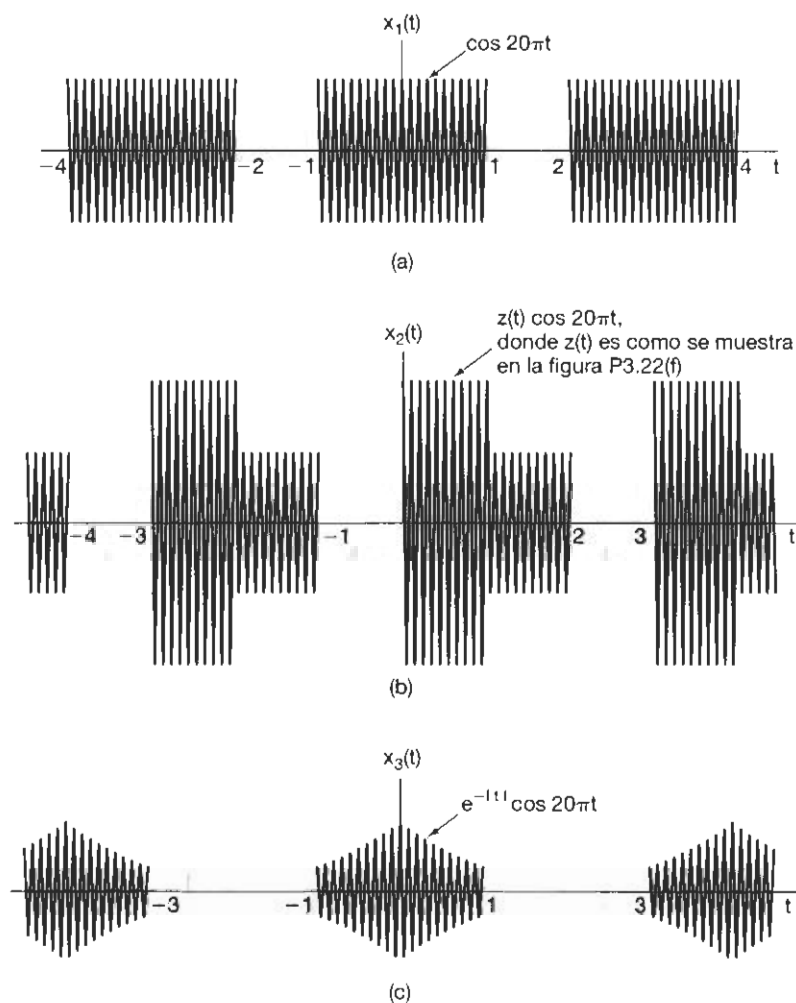 x₁(t)
cos 20πt
−4 −2 −1 1 2 4 t
(a)
x₂(t)
z(t) cos 20πt,
donde z(t) es como se muestra
en la figura P3.22(f)
−4 −3 −1 2 3 t
(b)
x₃(t)
e^−|t| cos 20πt
−3 −1 1 3 t
(c)